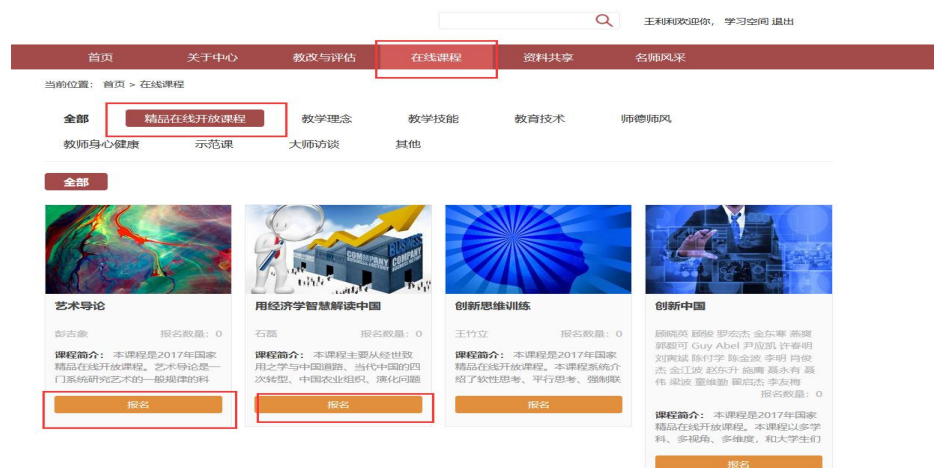 王利利欢迎你， 学习空间 退出
首页 关于中心 教改与评估 在线课程 资料共享 名师风采
当前位置： 首页 > 在线课程
全部 精品在线开放课程 教学理念 教学技能 教育技术 师德师风
教师身心健康 示范课 大师访谈 其他
全部
COMMPANY
BUSINESS
COMPANY
艺术导论
彭吉象 报名数量：0
课程简介： 本课程是2017年国家
精品在线开放课程。艺术导论是一
门系统研究艺术的一般规律的科
报名
用经济学智慧解读中国
石磊 报名数量：0
课程简介： 本课程主要从经世致
用之学与中国道路、当代中国的四
次转型、中国农业组织、演化问题
报名
创新思维训练
王竹立 报名数量：0
课程简介： 本课程是2017年国家
精品在线开放课程。本课程系统介
绍了软性思考、平行思考、强制联
报名
创新中国
顾晓英 顾骏 罗宏杰 金东寒 燕爽
郭毅可 Guy Abel 尹应凯 许春明
刘寅斌 陈付学 陈金波 李明 肖俊
杰 金江波 赵东升 施鹰 聂永有 聂
伟 梁波 董维勤 瞿启杰 李友梅
报名数量：0
课程简介： 本课程是2017年国家
精品在线开放课程。本课程以多学
科、多视角、多维度，和大学生们
报名